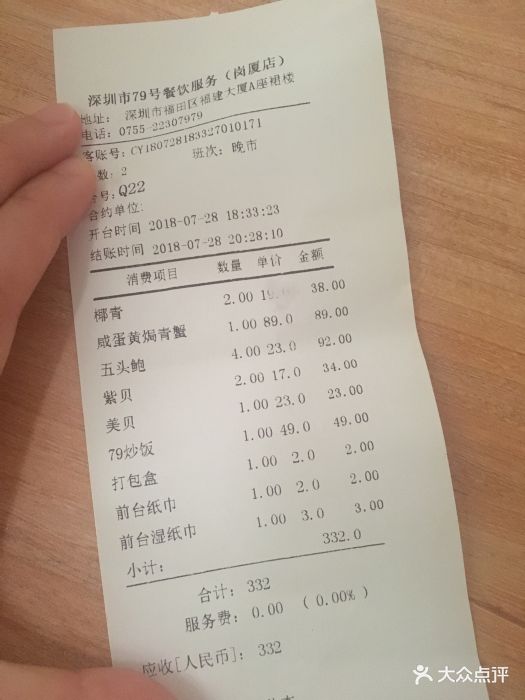 深圳市79号餐饮服务（岗厦店）
地址： 深圳市福田区福建大厦A座裙楼
电话：0755-22307979
客账号：CY180728183327010171
数：2 班次：晚市
号：Q22
合约单位：
开台时间 2018-07-28 18:33:23
结账时间 2018-07-28 20:28:10
消费项目 数量 单价 金额
椰青 2.00 38.00
咸蛋黄焗青蟹 1.00 89.0 89.00
五头鲍 4.00 23.0 92.00
紫贝 2.00 17.0 34.00
美贝 1.00 23.0 23.00
79炒饭 1.00 49.0 49.00
打包盒 1.00 2.0 2.00
前台纸巾 1.00 2.0 2.00
前台湿纸巾 1.00 3.0 3.00
小计： 332.0
合计：332
服务费：0.00 （0.00%）
应收[人民币]：332
大众点评